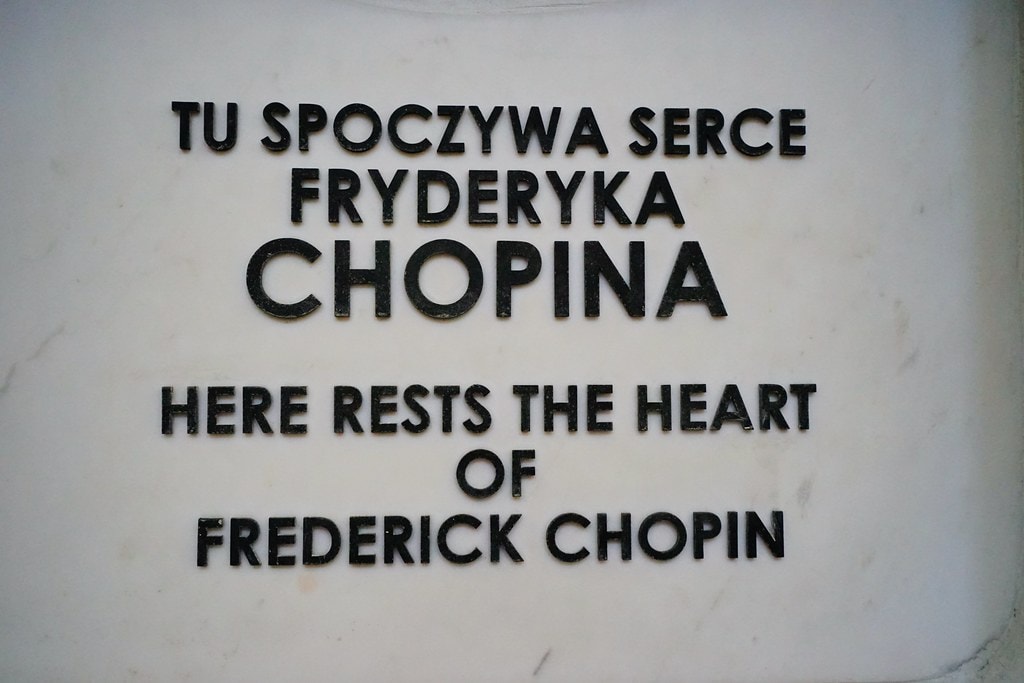 TU SPOCZYWA SERCE
FRYDERYKA
CHOPINA
HERE RESTS THE HEART
OF
FREDERICK CHOPIN